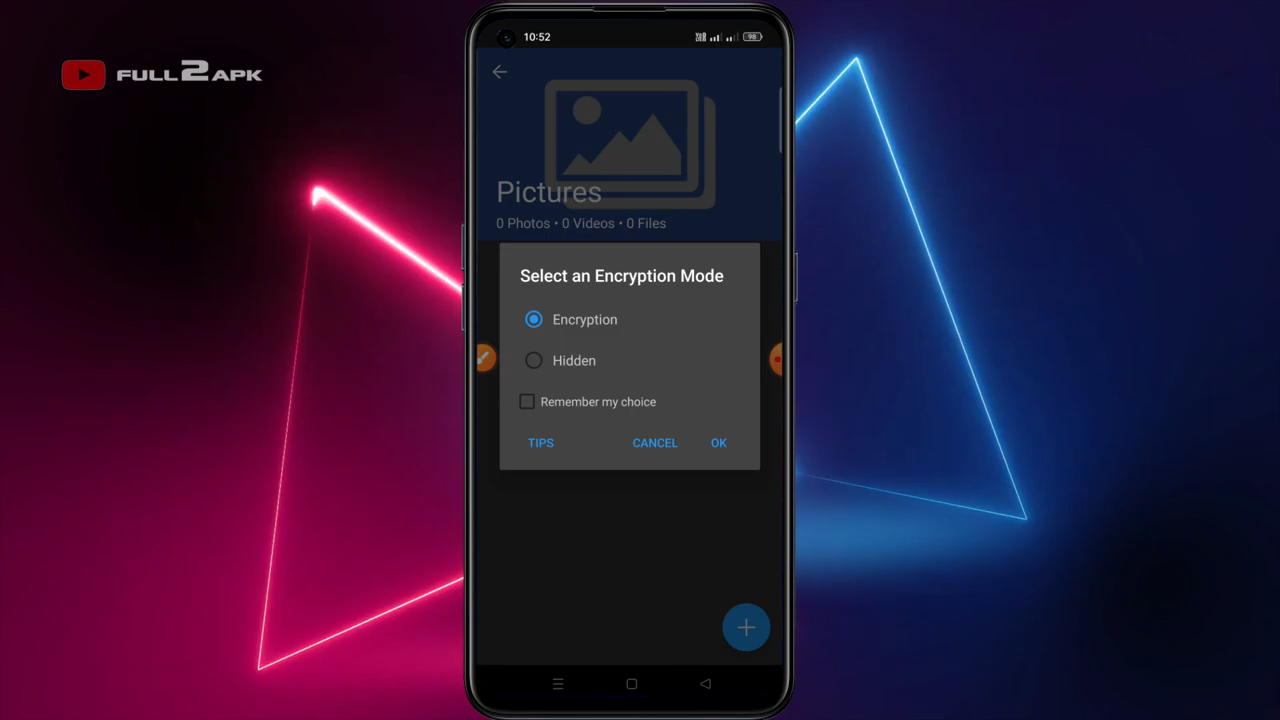 FULL2APK
10:52
98
Pictures
0 Photos • 0 Videos • 0 Files
Select an Encryption Mode
Encryption
Hidden
Remember my choice
TIPS CANCEL OK